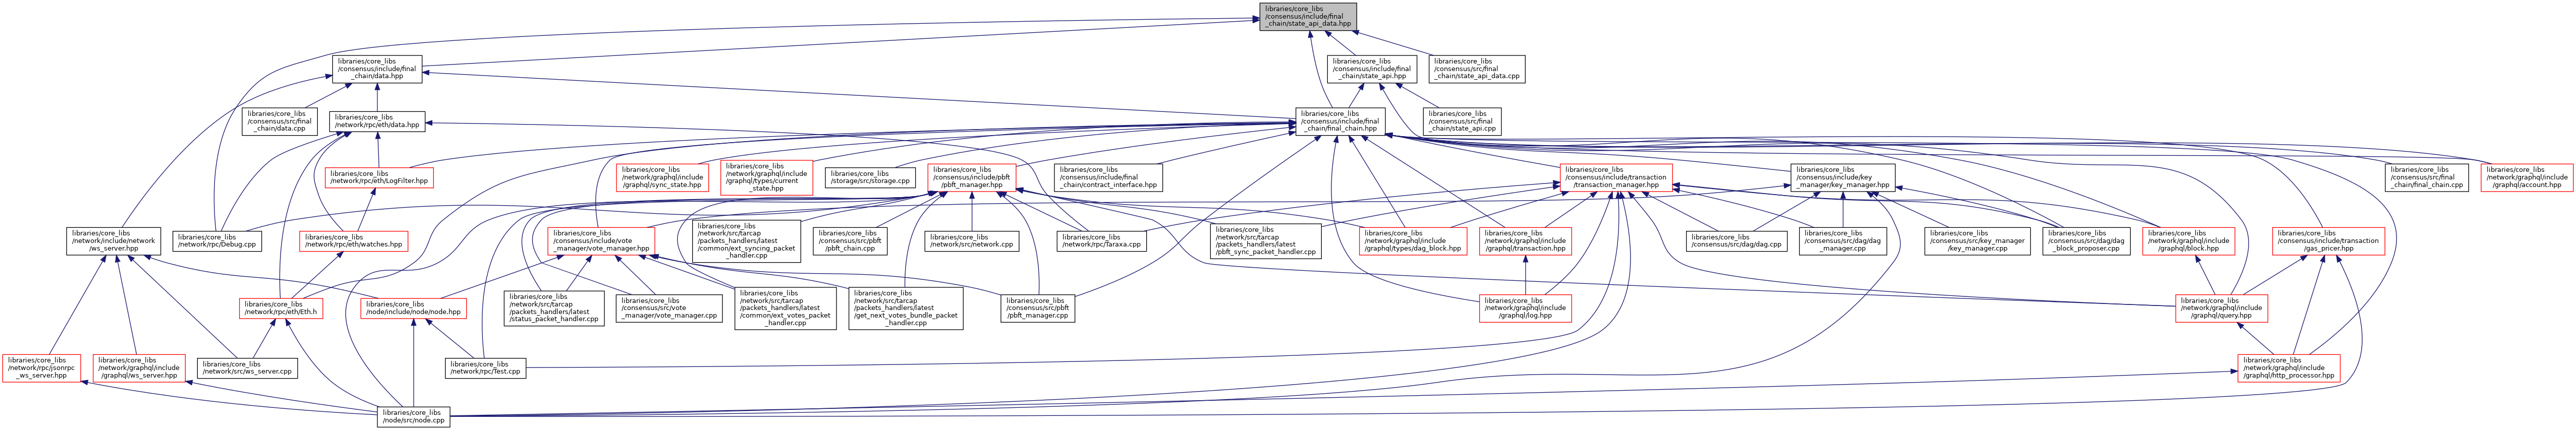 libraries/core_libs
/consensus/include/final
_chain/state_api_data.hpp
libraries/core_libs
/consensus/include/final
_chain/data.hpp
libraries/core_libs
/consensus/include/final
_chain/state_api.hpp
libraries/core_libs
/consensus/src/final
_chain/state_api_data.cpp
libraries/core_libs
/consensus/src/final
_chain/data.cpp
libraries/core_libs
/network/rpc/eth/data.hpp
libraries/core_libs
/consensus/include/final
_chain/final_chain.hpp
libraries/core_libs
/consensus/src/final
_chain/state_api.cpp
libraries/core_libs
/network/rpc/eth/LogFilter.hpp
libraries/core_libs
/network/graphql/include
/graphql/sync_state.hpp
libraries/core_libs
/network/graphql/include
/graphql/types/current
_state.hpp
libraries/core_libs
/storage/src/storage.cpp
libraries/core_libs
/consensus/include/pbft
/pbft_manager.hpp
libraries/core_libs
/consensus/include/final
_chain/contract_interface.hpp
libraries/core_libs
/consensus/include/transaction
/transaction_manager.hpp
libraries/core_libs
/consensus/include/key
_manager/key_manager.hpp
libraries/core_libs
/consensus/src/final
_chain/final_chain.cpp
libraries/core_libs
/network/graphql/include
/graphql/account.hpp
libraries/core_libs
/network/include/network
/ws_server.hpp
libraries/core_libs
/network/rpc/Debug.cpp
libraries/core_libs
/network/rpc/eth/watches.hpp
libraries/core_libs
/consensus/include/vote
_manager/vote_manager.hpp
libraries/core_libs
/network/src/tarcap
/packets_handlers/latest
/common/ext_syncing_packet
_handler.cpp
libraries/core_libs
/consensus/src/pbft
/pbft_chain.cpp
libraries/core_libs
/network/src/network.cpp
libraries/core_libs
/network/rpc/Taraxa.cpp
libraries/core_libs
/network/src/tarcap
/packets_handlers/latest
/pbft_sync_packet_handler.cpp
libraries/core_libs
/network/graphql/include
/graphql/types/dag_block.hpp
libraries/core_libs
/network/graphql/include
/graphql/transaction.hpp
libraries/core_libs
/consensus/src/dag/dag.cpp
libraries/core_libs
/consensus/src/dag/dag
_manager.cpp
libraries/core_libs
/consensus/src/key_manager
/key_manager.cpp
libraries/core_libs
/consensus/src/dag/dag
_block_proposer.cpp
libraries/core_libs
/network/graphql/include
/graphql/block.hpp
libraries/core_libs
/consensus/include/transaction
/gas_pricer.hpp
libraries/core_libs
/network/rpc/eth/Eth.h
libraries/core_libs
/node/include/node/node.hpp
libraries/core_libs
/network/src/tarcap
/packets_handlers/latest
/status_packet_handler.cpp
libraries/core_libs
/consensus/src/vote
_manager/vote_manager.cpp
libraries/core_libs
/network/src/tarcap
/packets_handlers/latest
/common/ext_votes_packet
_handler.cpp
libraries/core_libs
/network/src/tarcap
/packets_handlers/latest
/get_next_votes_bundle_packet
_handler.cpp
libraries/core_libs
/consensus/src/pbft
/pbft_manager.cpp
libraries/core_libs
/network/graphql/include
/graphql/log.hpp
libraries/core_libs
/network/graphql/include
/graphql/query.hpp
libraries/core_libs
/network/rpc/jsonrpc
_ws_server.hpp
libraries/core_libs
/network/graphql/include
/graphql/ws_server.hpp
libraries/core_libs
/network/src/ws_server.cpp
libraries/core_libs
/network/rpc/Test.cpp
libraries/core_libs
/network/graphql/include
/graphql/http_processor.hpp
libraries/core_libs
/node/src/node.cpp